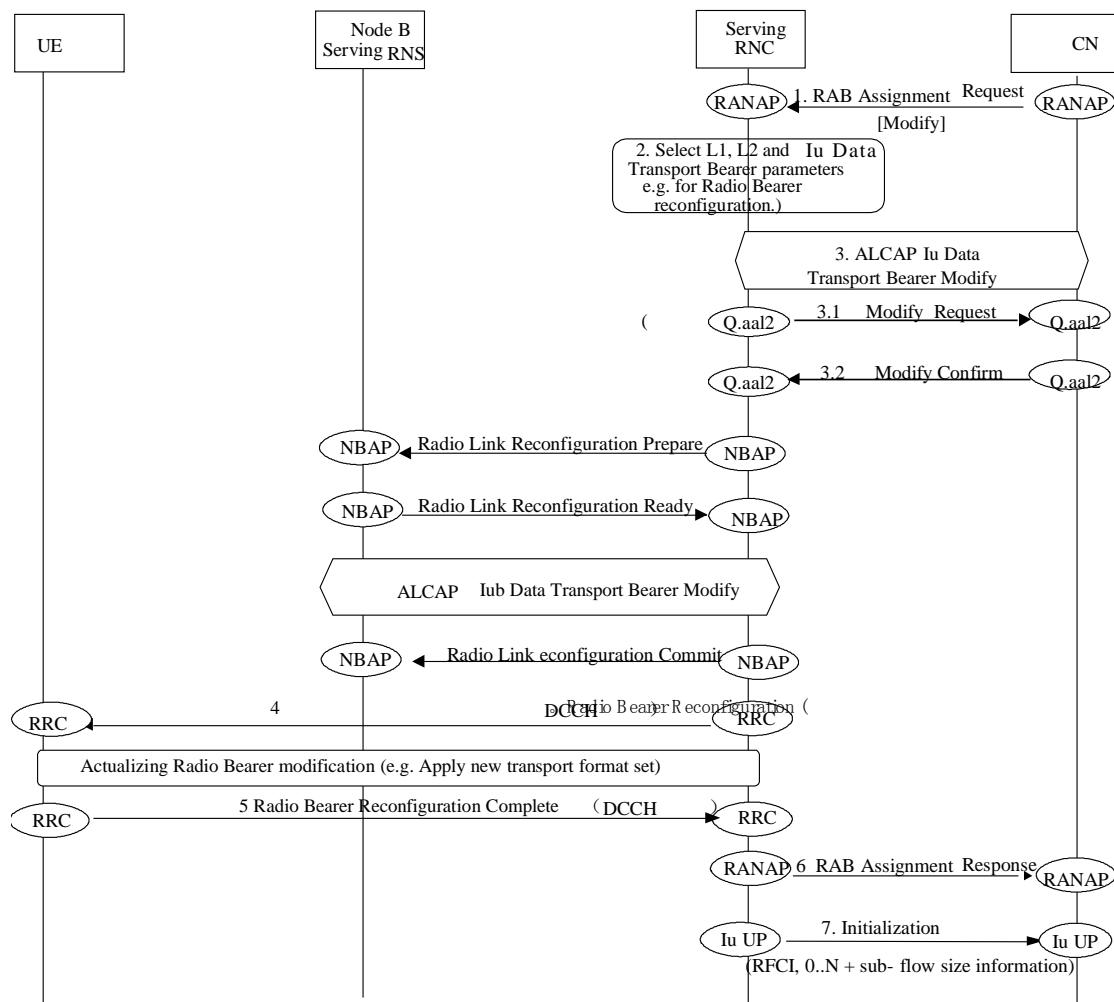 UE
Node B
Serving RNS
Serving
RNC
CN
RANAP
1. RAB Assignment Request
RANAP
[Modify]
2. Select L1, L2 and Iu Data
Transport Bearer parameters
e.g. for Radio Bearer
reconfiguration.)
3. ALCAP Iu Data
Transport Bearer Modify
(
Q.aal2
3.1 Modify Request
Q.aal2
Q.aal2
3.2 Modify Confirm
Q.aal2
NBAP
Radio Link Reconfiguration Prepare
NBAP
NBAP
Radio Link Reconfiguration Ready
NBAP
ALCAP Iub Data Transport Bearer Modify
NBAP
Radio Link econfiguration Commit
NBAP
RRC
4
DCCH
)
Radio Bearer Reconfiguration (
RRC
Actualizing Radio Bearer modification (e.g. Apply new transport format set)
RRC
5 Radio Bearer Reconfiguration Complete （DCCH ）
RRC
RANAP
6 RAB Assignment Response
RANAP
Iu UP
7. Initialization
Iu UP
(RFCI, 0..N + sub- flow size information)